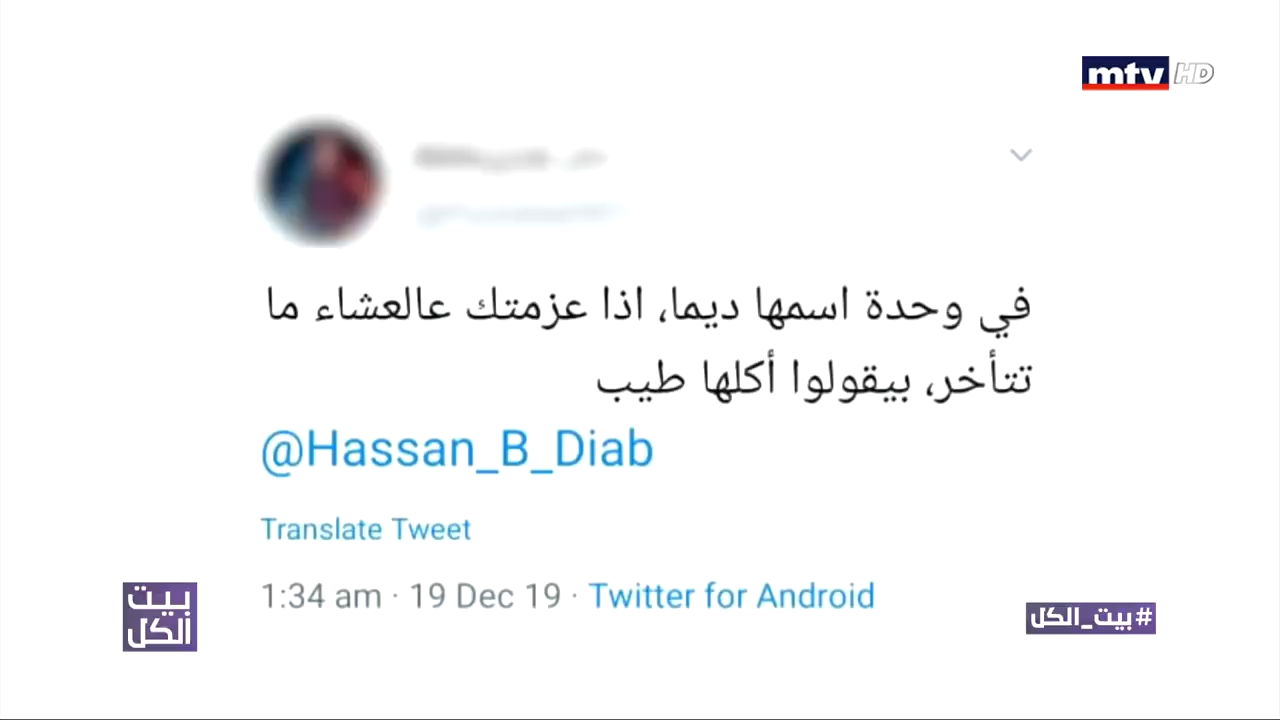 mtv HD
في وحدة اسمها ديما، اذا عزمتك عالعشاء ما
تتأخر، بيقولوا أكلها طيب
@Hassan_B_Diab
Translate Tweet
1:34 am · 19 Dec 19 · Twitter for Android
بيت
الكل
#بيت_الكل